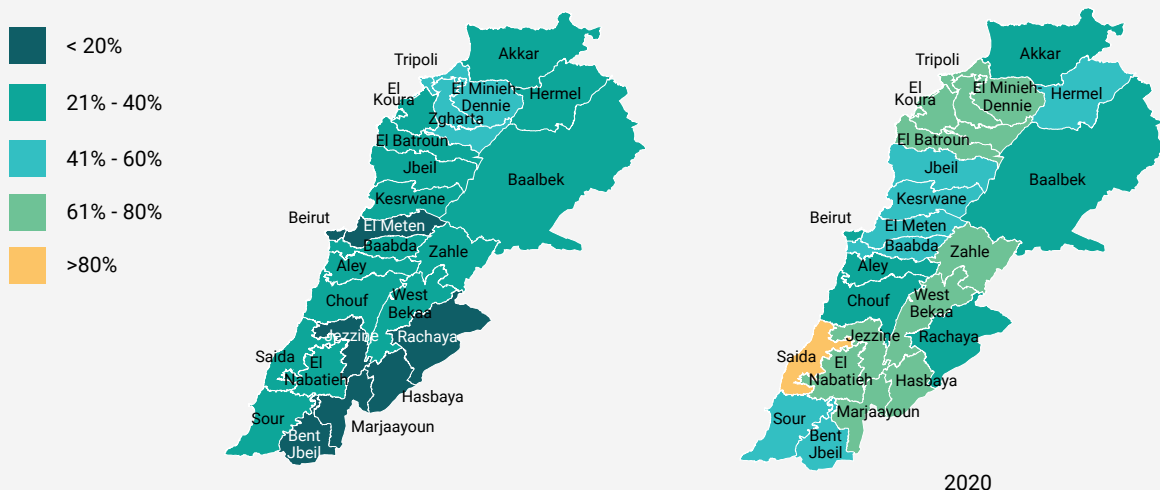 < 20%
21% - 40%
41% - 60%
61% - 80%
>80%
Akkar
Tripoli
El Minieh-
Dennie
Hermel
El
Koura
Zgharta
El Batroun
Jbeil
Baalbek
Kesrwane
Beirut
El Meten
Baabda
Zahle
Aley
West
Bekaa
Chouf
Jezzine
Rachaya
Saida
El
Nabatieh
Hasbaya
Sour
Marjaayoun
Bent
Jbeil
Akkar
Tripoli
El Minieh-
Dennie
Hermel
El
Koura
El Batroun
Jbeil
Baalbek
Kesrwane
Beirut
El Meten
Baabda
Zahle
Aley
West
Bekaa
Chouf
Jezzine
Rachaya
Saida
El
Nabatieh
Hasbaya
Marjaayoun
Sour
Bent
Jbeil
2020